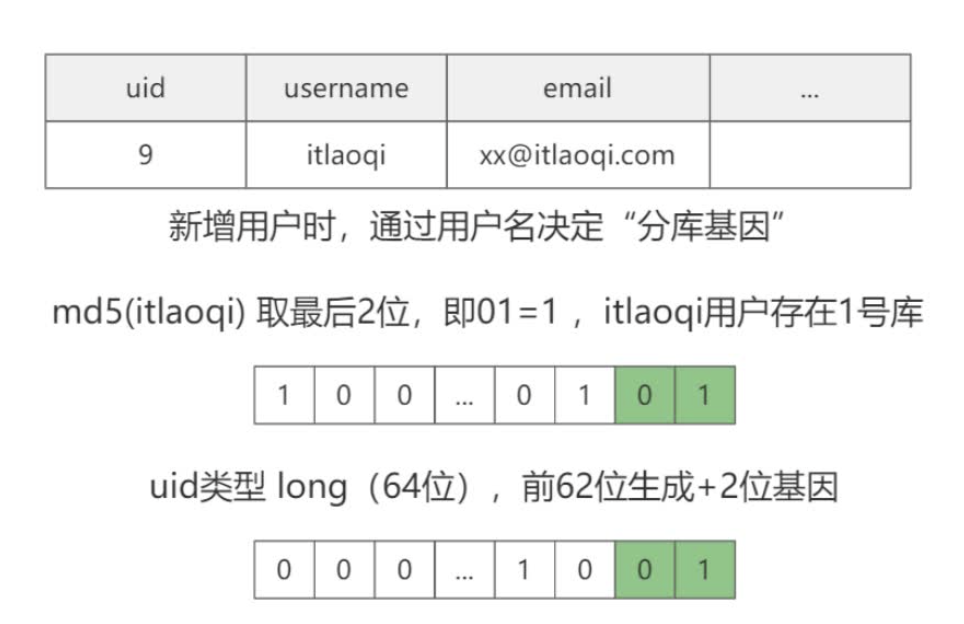 uid username email ...
9 itlaoqi xx@itlaoqi.com
新增用户时，通过用户名决定“分库基因”
md5(itlaoqi) 取最后2位，即01=1 ，itlaoqi用户存在1号库
1 0 0 ... 0 1 0 1
uid类型 long（64位），前62位生成+2位基因
0 0 0 ... 1 0 0 1